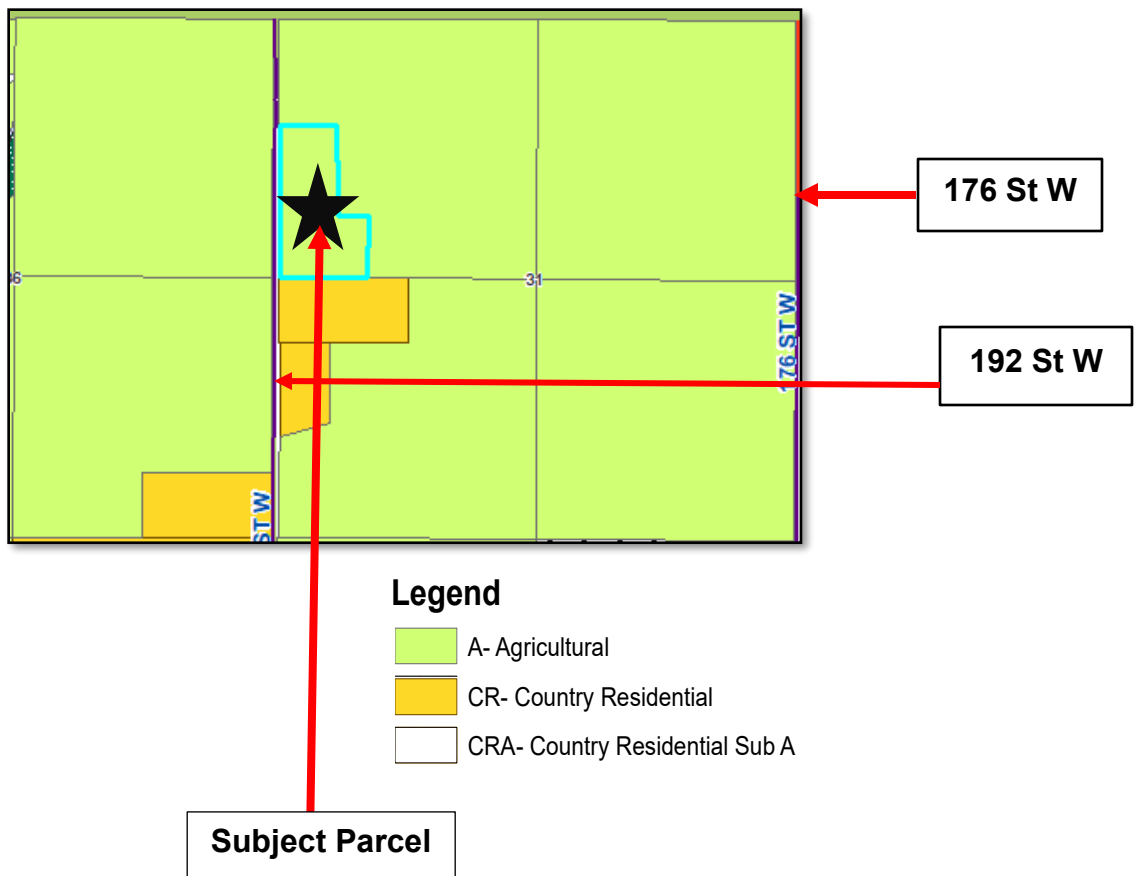 176 St W
36
31
176 ST W
192 St W
ST W
Legend
A- Agricultural
CR- Country Residential
CRA- Country Residential Sub A
Subject Parcel